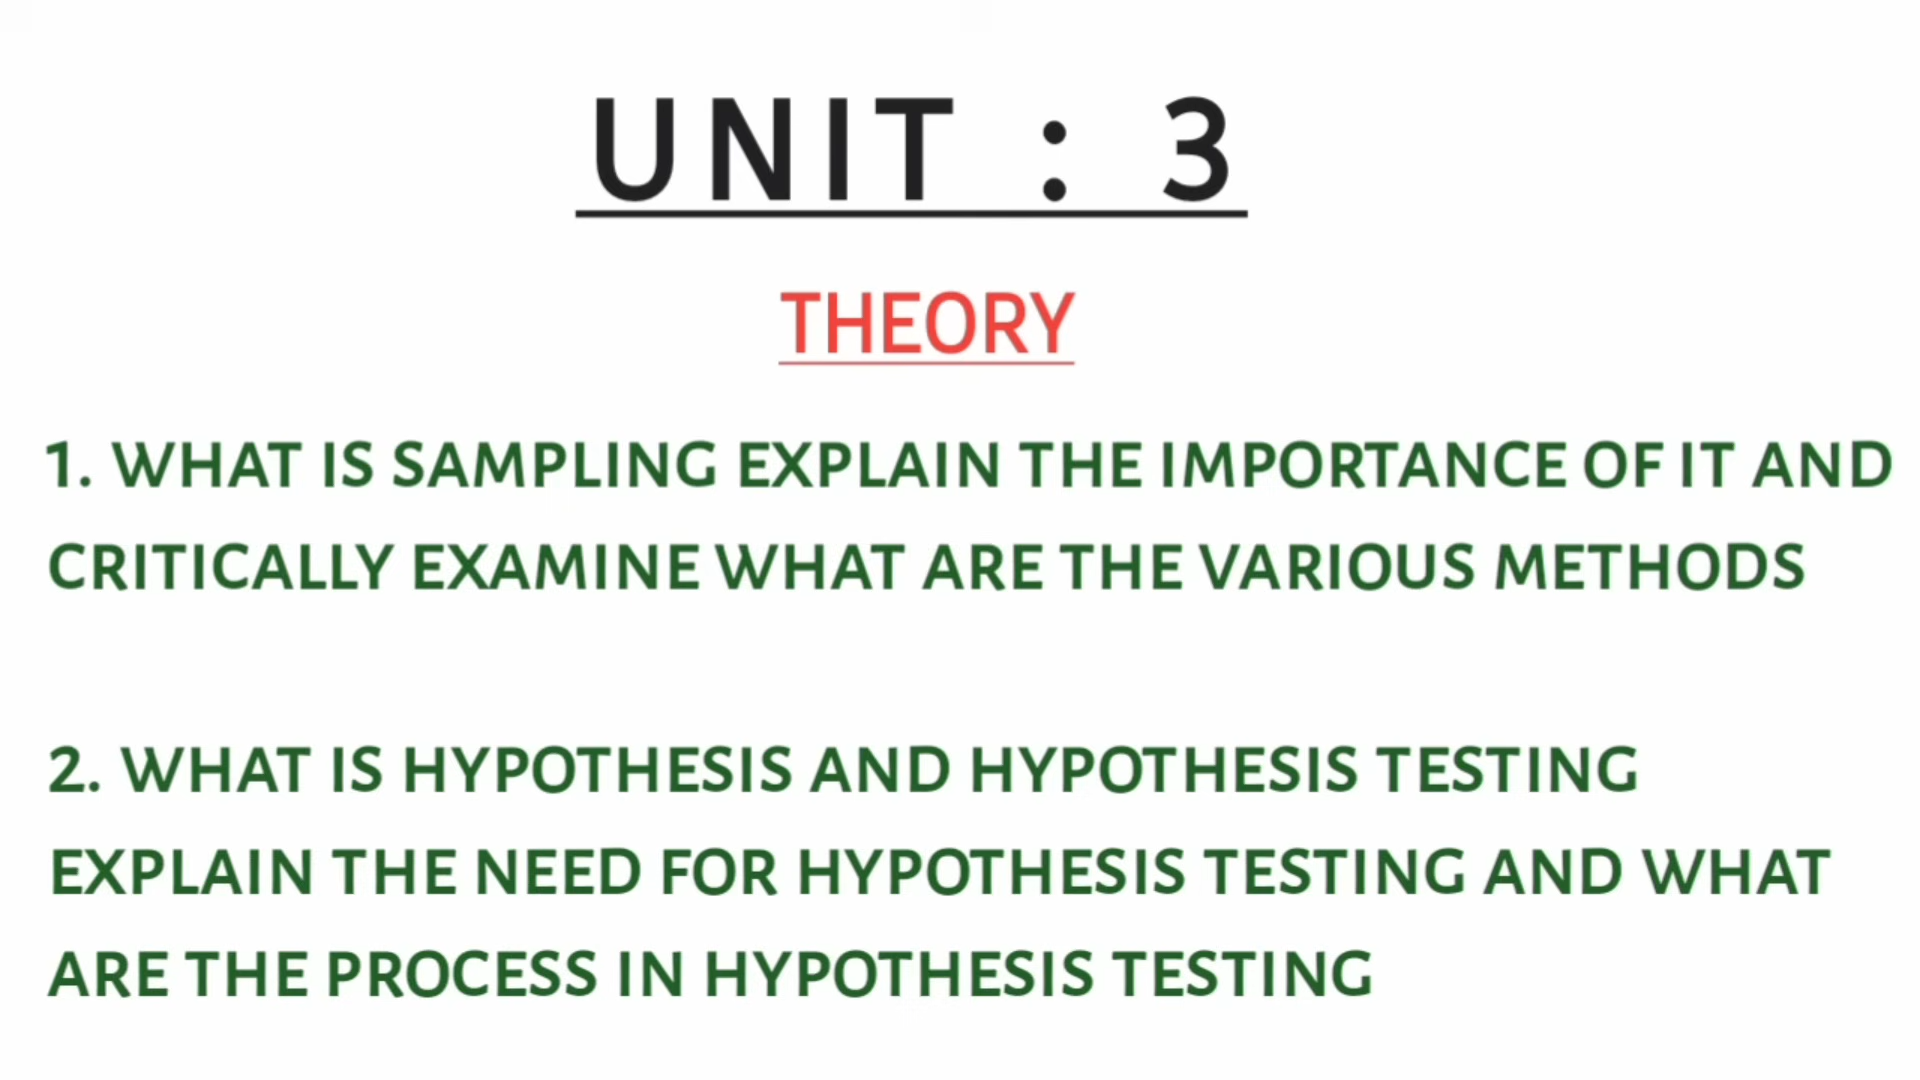 UNIT : 3
THEORY
1. WHAT IS SAMPLING EXPLAIN THE IMPORTANCE OF IT AND
CRITICALLY EXAMINE WHAT ARE THE VARIOUS METHODS
2. WHAT IS HYPOTHESIS AND HYPOTHESIS TESTING
EXPLAIN THE NEED FOR HYPOTHESIS TESTING AND WHAT
ARE THE PROCESS IN HYPOTHESIS TESTING